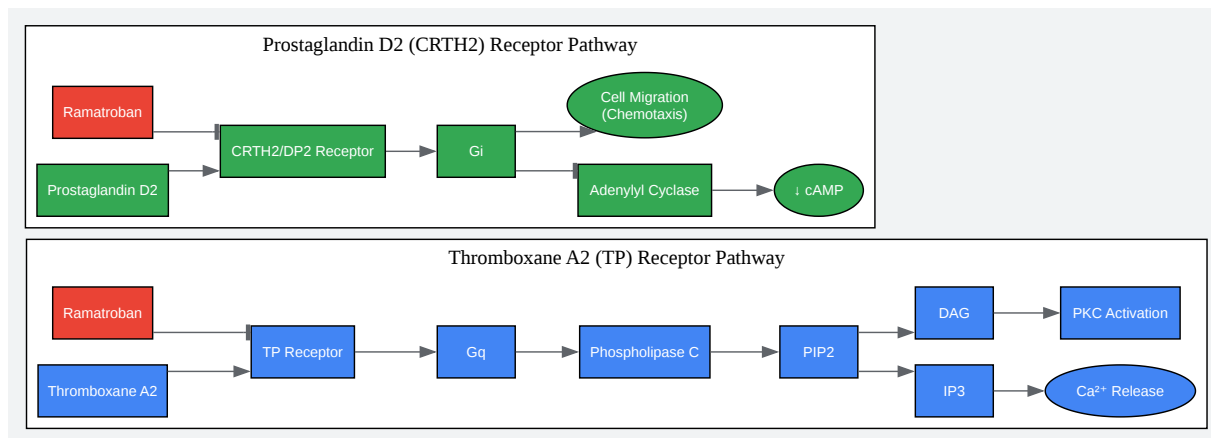 Prostaglandin D2 (CRTH2) Receptor Pathway
Ramatroban
Prostaglandin D2
CRTH2/DP2 Receptor
Gi
Cell Migration
(Chemotaxis)
Adenylyl Cyclase
↓ cAMP
Thromboxane A2 (TP) Receptor Pathway
Ramatroban
Thromboxane A2
TP Receptor
Gq
Phospholipase C
PIP2
DAG
PKC Activation
IP3
Ca²⁺ Release